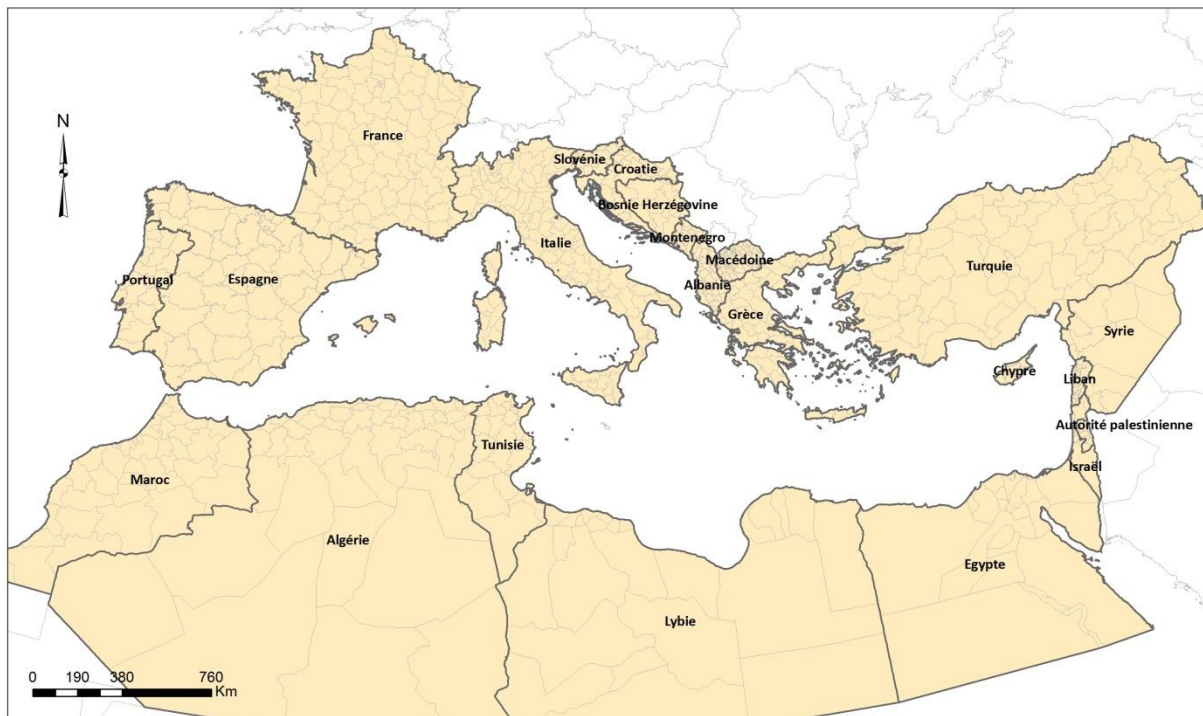 N
France
Slovénie
Croatie
Bosnie Herzégovine
Montenegro
Italie
Macédoine
Albanie
Grèce
Turquie
Portugal
Espagne
Syrie
Chypre
Liban
Autorité palestinienne
Israël
Tunisie
Maroc
Algérie
Lybie
Egypte
0 190 380 760
Km